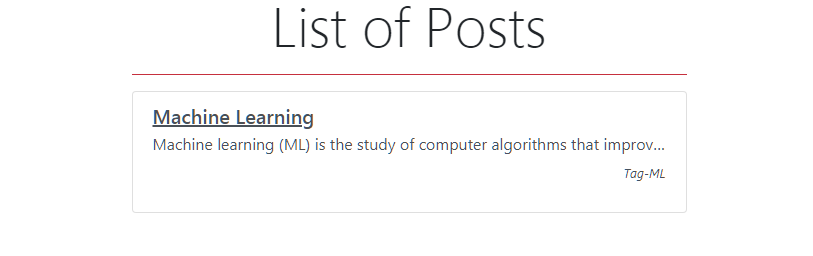 List of Posts
Machine Learning
Machine learning (ML) is the study of computer algorithms that improv...
Tag-ML